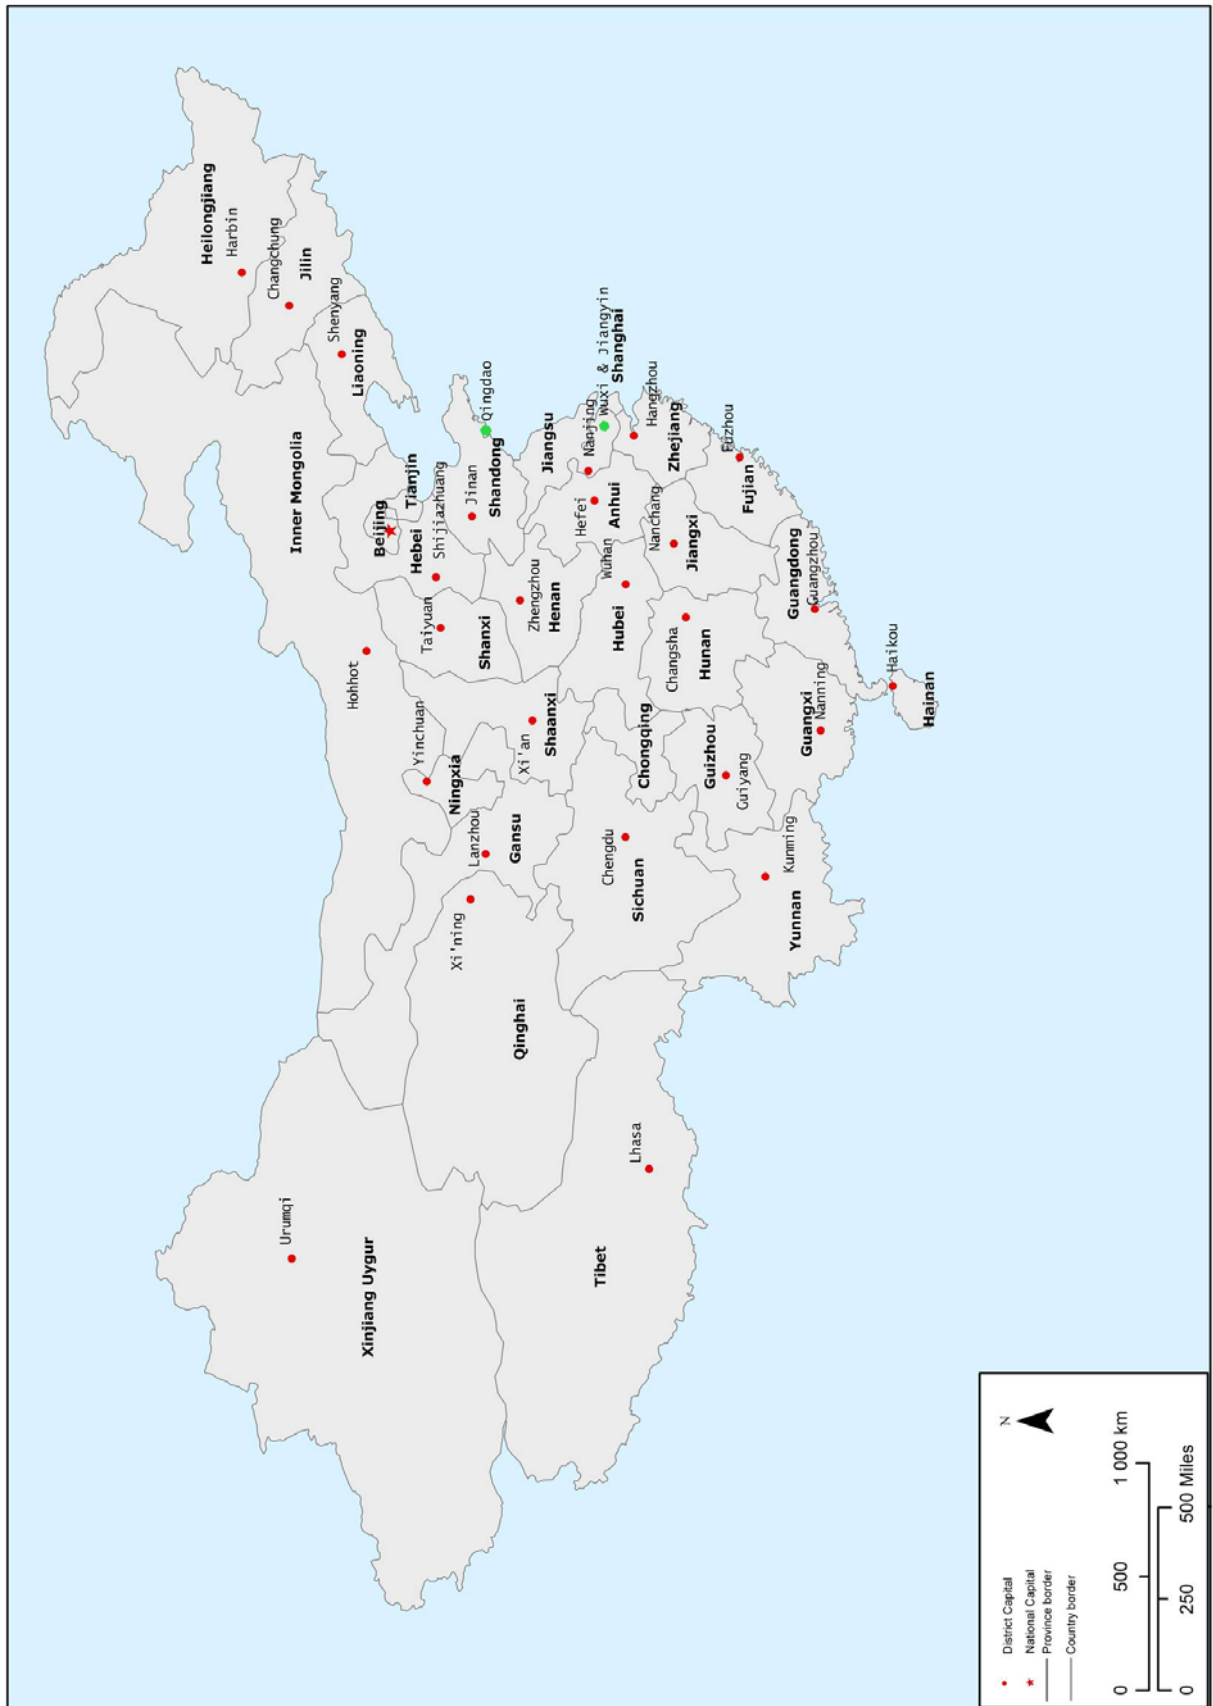 Heilongjiang
Harbin
Changchung
Jilin
Shenyang
Liaoning
Inner Mongolia
Beijing
Tianjin
Hebei
Shijiazhuang
Hohhot
Taiyuan
Shanxi
Jinan
Shandong
Qingdao
Yinchuan
Ningxia
Lanzhou
Gansu
Xi'ning
Qinghai
Xi'an
Shaanxi
Zhengzhou
Henan
Jiangsu
Nanjing
Wuxi & Jiangyin
Shanghai
Hefei
Anhui
Hangzhou
Zhejiang
Wuhan
Hubei
Nanchang
Jiangxi
Changsha
Hunan
Chongqing
Chengdu
Sichuan
Guizhou
Guiyang
Fuzhou
Fujian
Guangdong
Guangzhou
Guangxi
Nanning
Haikou
Hainan
Kunming
Yunnan
Urumqi
Xinjiang Uygur
Lhasa
Tibet
District Capital
National Capital
Province border
Country border
N
0 500 1 000 km
0 250 500 Miles